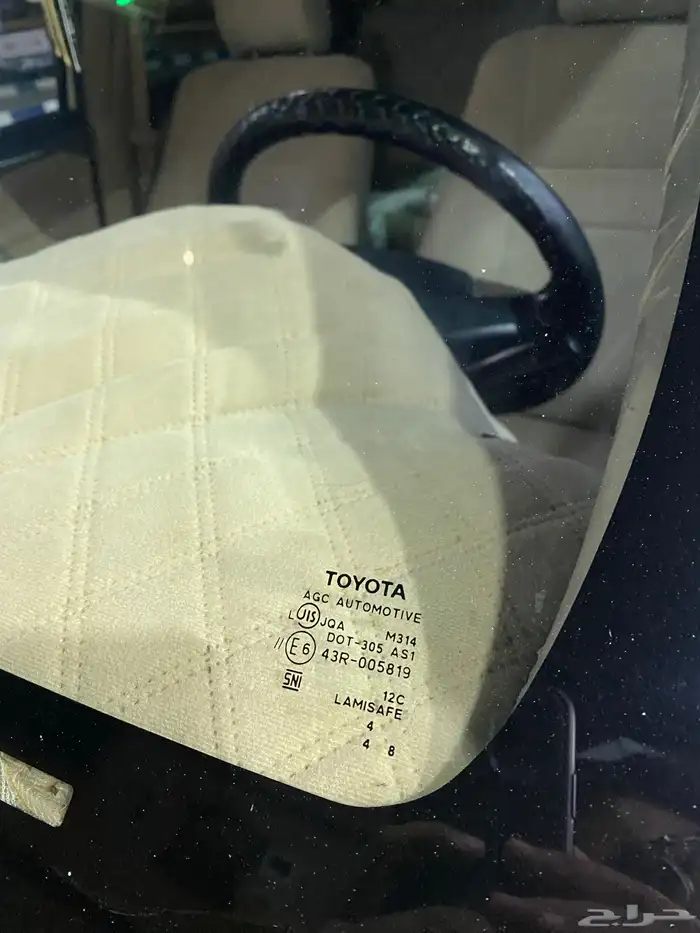 TOYOTA
AGC AUTOMOTIVE
L JIS JQA M314
DOT-305 AS1
// E6 43R-005819
SNI
12C
LAMISAFE
4
4 8
حراج